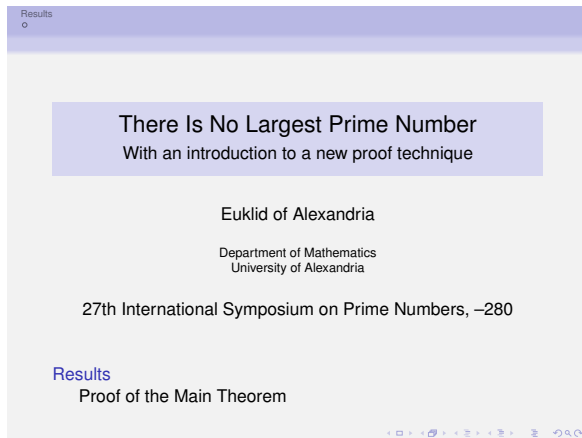 Results
There Is No Largest Prime Number
With an introduction to a new proof technique
Euklid of Alexandria
Department of Mathematics
University of Alexandria
27th International Symposium on Prime Numbers, –280
Results
Proof of the Main Theorem